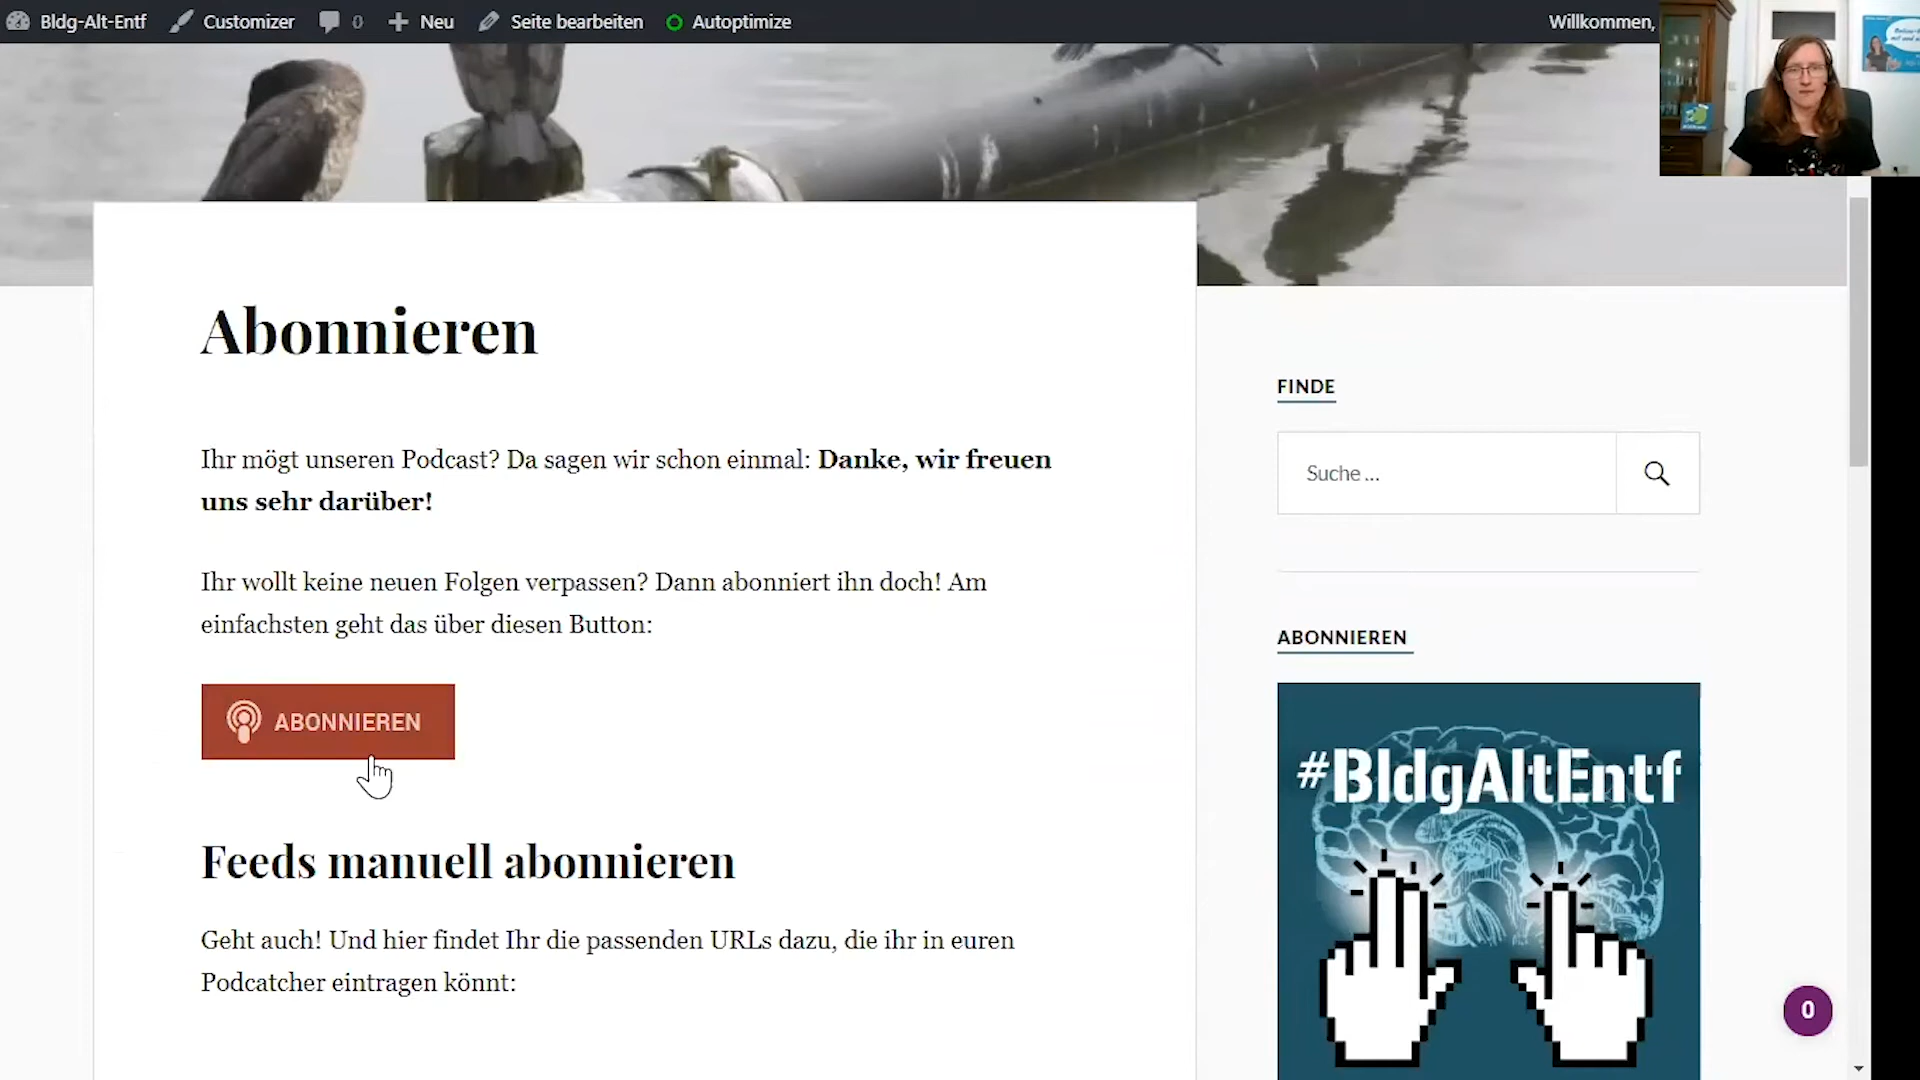 Bldg-Alt-Entf Customizer 0 Neu Seite bearbeiten Autoptimize Willkommen,
Abonnieren
Ihr mögt unseren Podcast? Da sagen wir schon einmal: Danke, wir freuen
uns sehr darüber!
Ihr wollt keine neuen Folgen verpassen? Dann abonniert ihn doch! Am
einfachsten geht das über diesen Button:
ABONNIEREN
Feeds manuell abonnieren
Geht auch! Und hier findet Ihr die passenden URLs dazu, die ihr in euren
Podcatcher eintragen könnt:
FINDE
Suche ...
ABONNIEREN
#BldgAltEntf
0